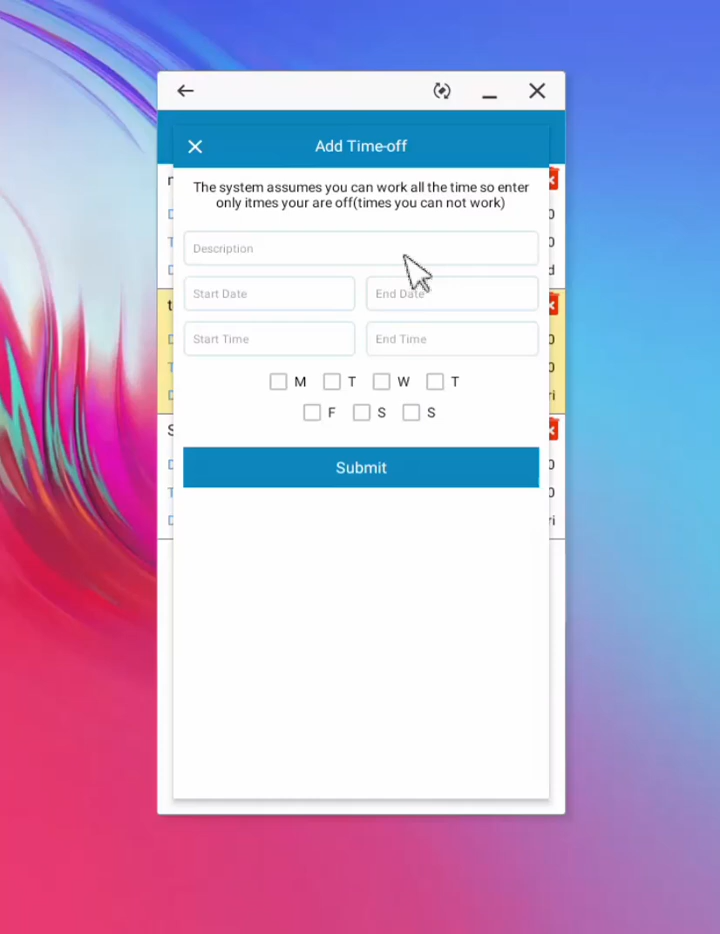 Add Time-off
The system assumes you can work all the time so enter
only itmes your are off(times you can not work)
Description
Start Date
End Date
Start Time
End Time
M T W T
F S S
Submit